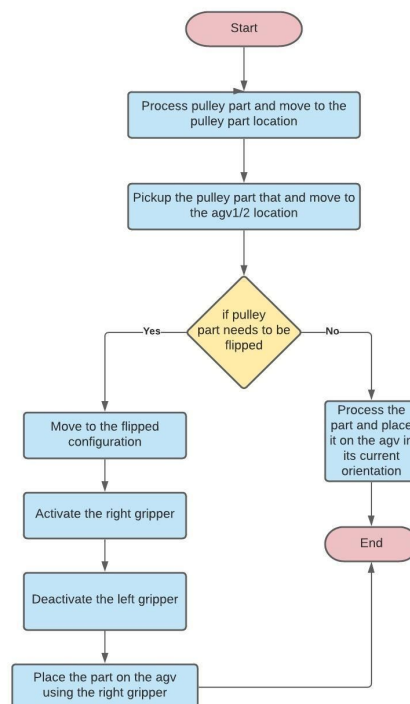 Start
Process pulley part and move to the
pulley part location
Pickup the pulley part that and move to
the agv1/2 location
if pulley
part needs to be
flipped
Yes
No
Move to the flipped
configuration
Process the
part and place
it on the agv in
its current
orientation
Activate the right gripper
End
Deactivate the left gripper
Place the part on the agv
using the right gripper